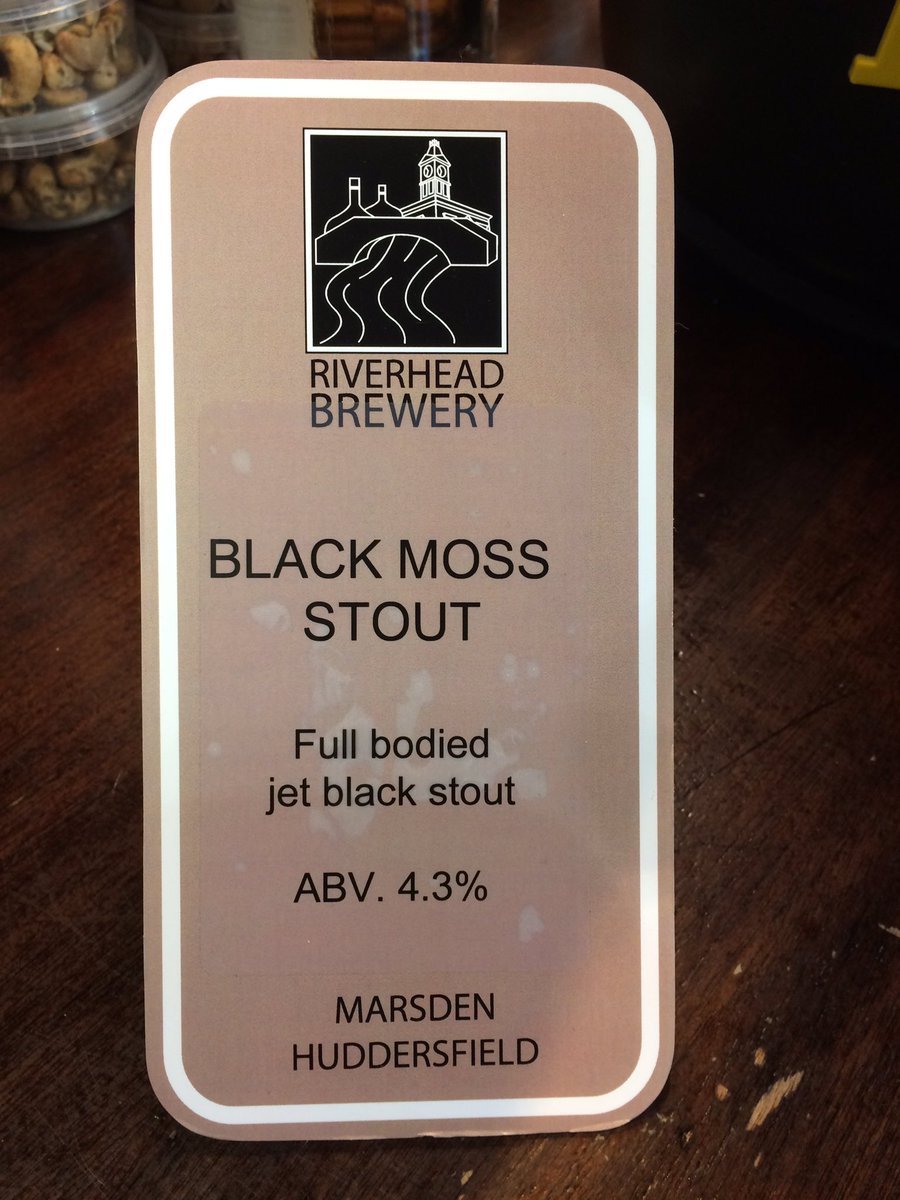 RIVERHEAD
BREWERY
BLACK MOSS
STOUT
Full bodied
jet black stout
ABV. 4.3%
MARSDEN
HUDDERSFIELD